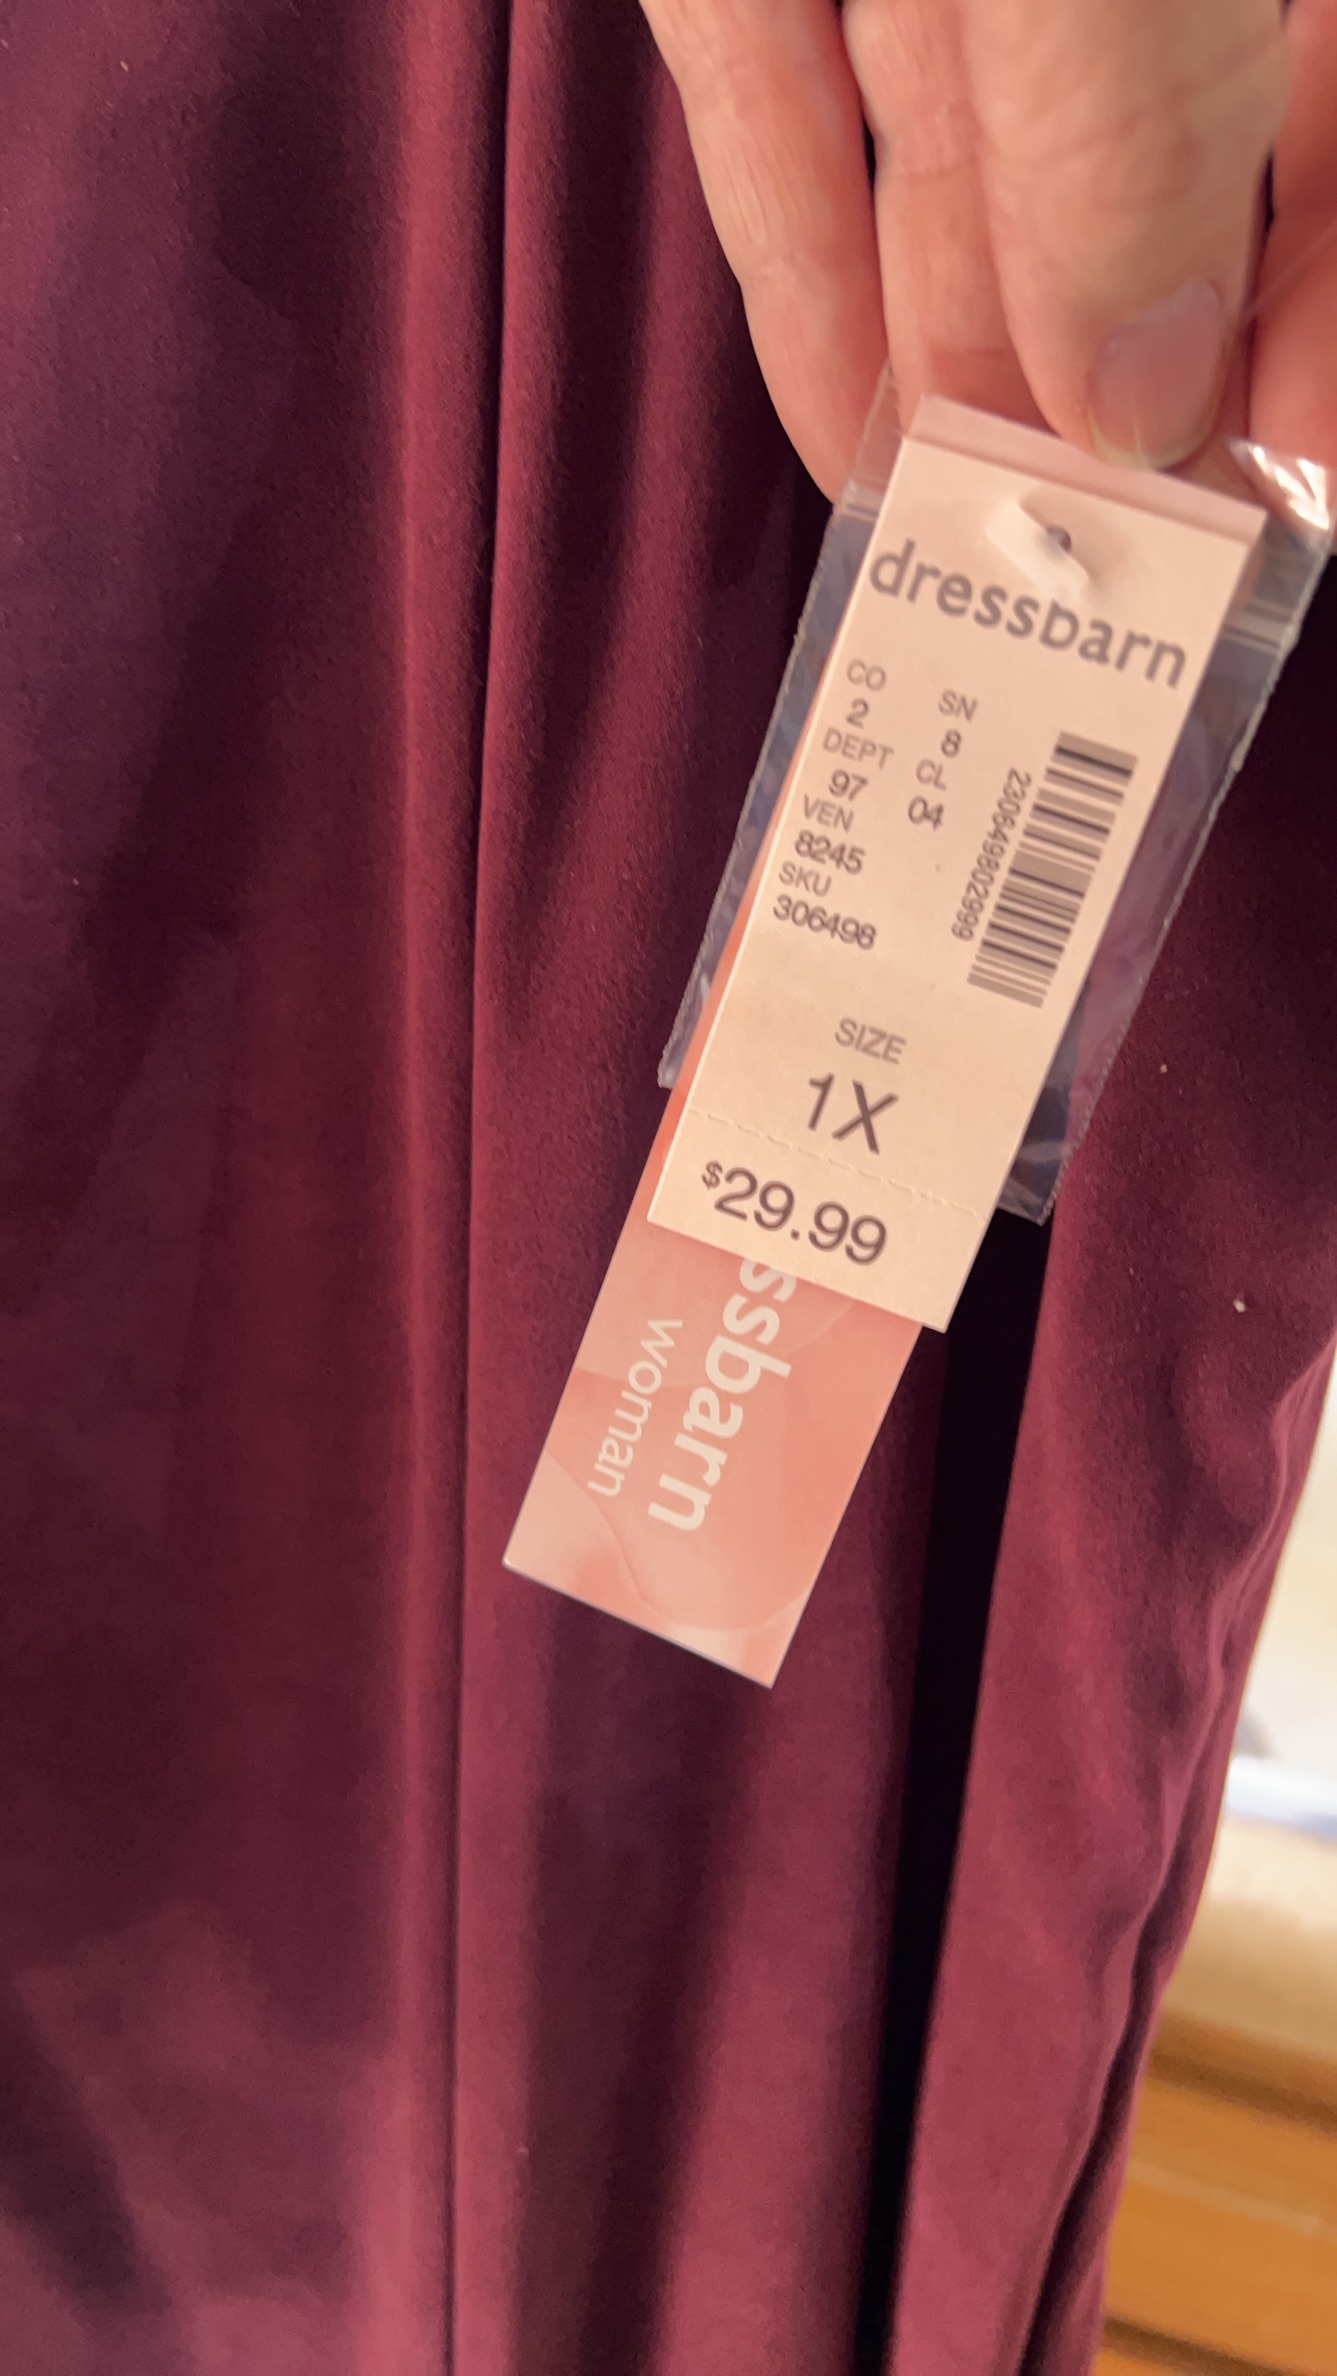 dressbarn
CO SN
2 8
DEPT CL
97 04
VEN
8245
SKU
306498
230649802999
SIZE
1X
$29.99
ssbarn
woman